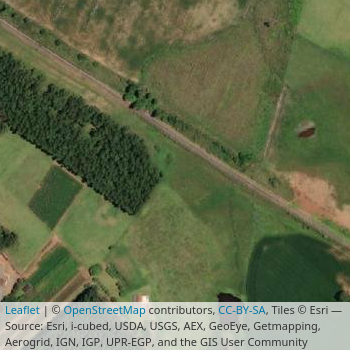 Leaflet | © OpenStreetMap contributors, CC-BY-SA, Tiles © Esri —
Source: Esri, i-cubed, USDA, USGS, AEX, GeoEye, Getmapping,
Aerogrid, IGN, IGP, UPR-EGP, and the GIS User Community